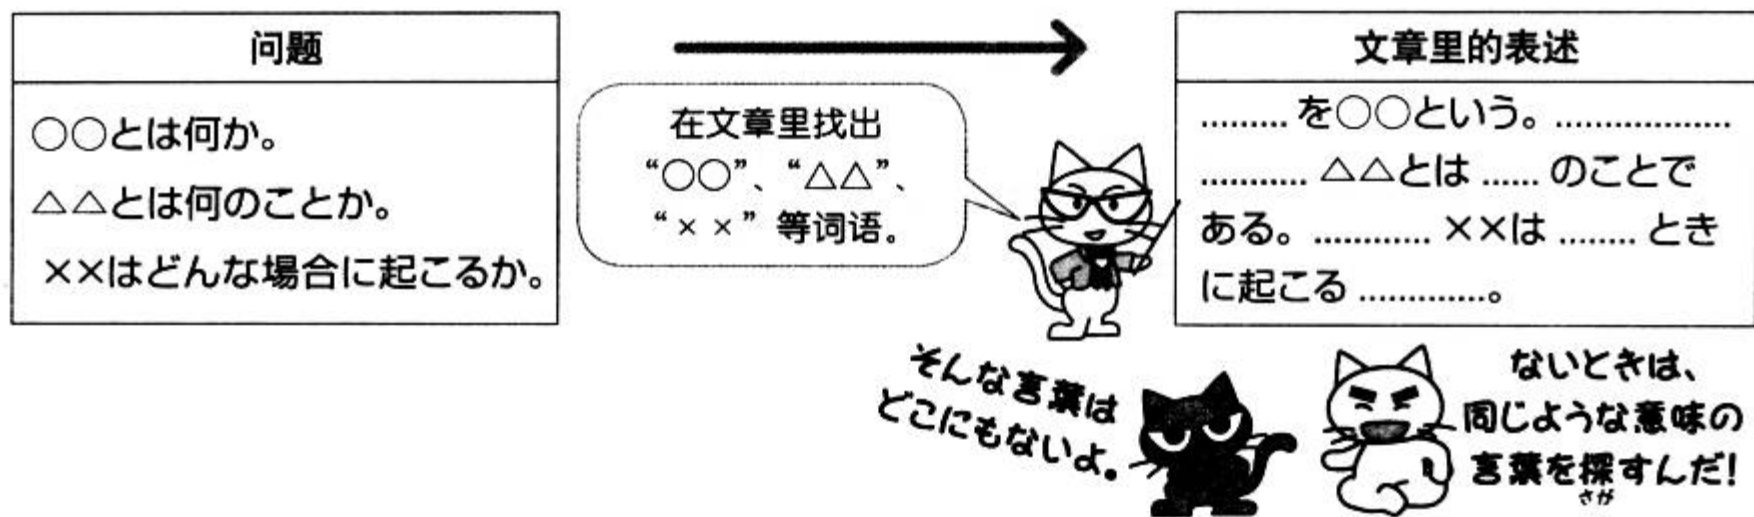 问题
○○とは何か。
△△とは何のことか。
××はどんな場合に起こるか。
在文章里找出
“○○”、“△△”、
“××”等词语。
文章里的表述
......... を○○という。 ..................
........... △△とは ...... のことで
ある。 ............ ××は ........ とき
に起こる .............。
そんな言葉は
どこにもないよ。
ないときは、
同じような意味の
言葉を探すんだ!
さが